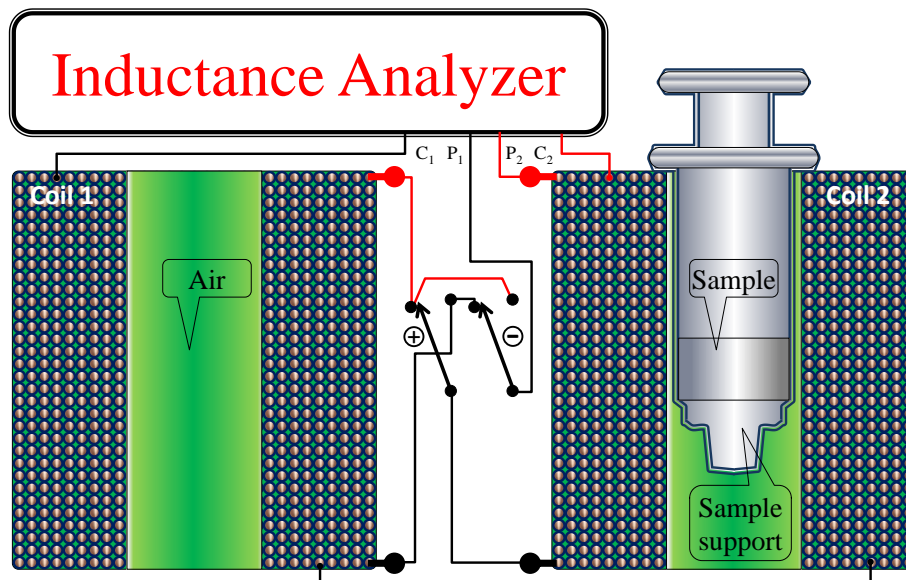 Inductance Analyzer
C1 P1 P2 C2
Coil 1
Coil 2
Air
Sample
+
−
Sample
support